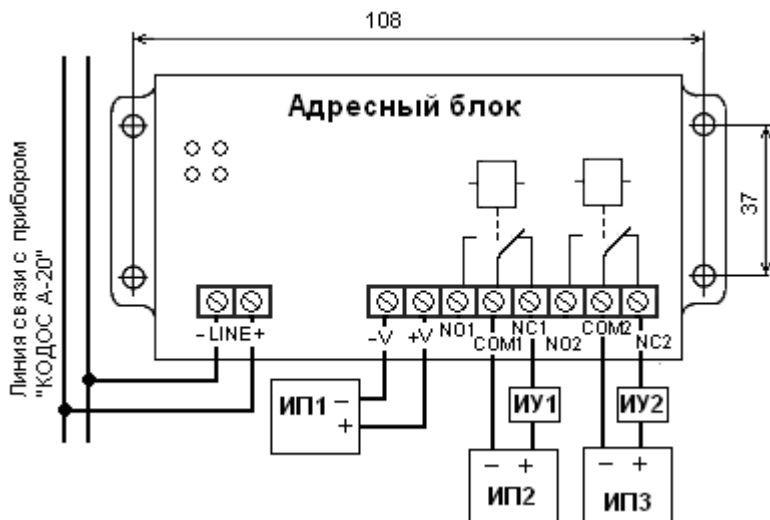 108
Адресный блок
37
Линия связи с прибором
"КОДОС А-20"
- LINE +
-V
+V
NO1
COM1
NC1
NO2
COM2
NC2
ИП1
−
+
ИУ1
ИУ2
− +
ИП2
− +
ИП3